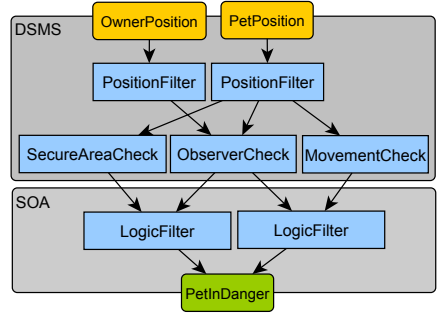 OwnerPosition
PetPosition
DSMS
PositionFilter
PositionFilter
SecureAreaCheck
ObserverCheck
MovementCheck
SOA
LogicFilter
LogicFilter
PetInDanger